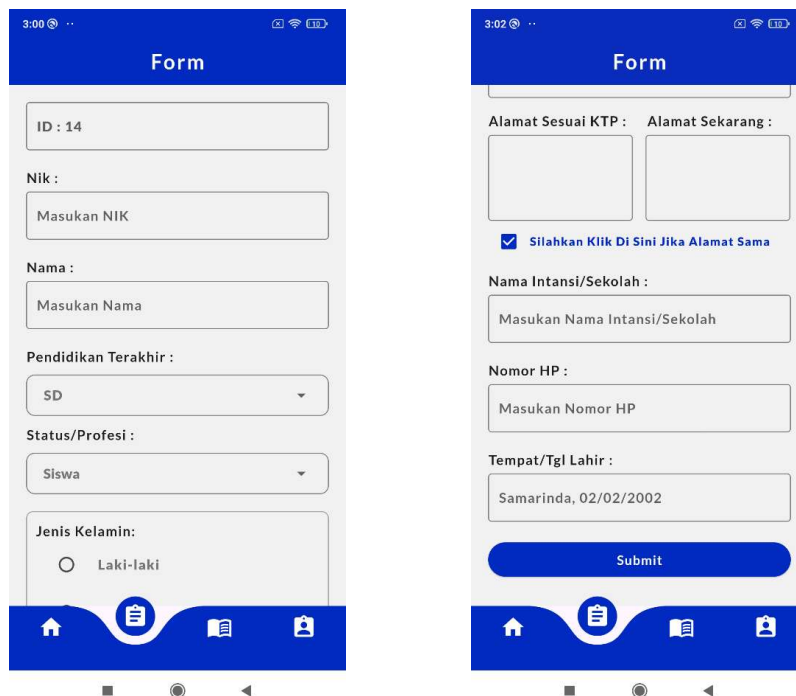 3:00
10
Form
ID : 14
Nik :
Masukan NIK
Nama :
Masukan Nama
Pendidikan Terakhir :
SD
Status/Profesi :
Siswa
Jenis Kelamin:
Laki-laki
3:02
10
Form
Alamat Sesuai KTP : Alamat Sekarang :
Silahkan Klik Di Sini Jika Alamat Sama
Nama Intansi/Sekolah :
Masukan Nama Intansi/Sekolah
Nomor HP :
Masukan Nomor HP
Tempat/Tgl Lahir :
Samarinda, 02/02/2002
Submit